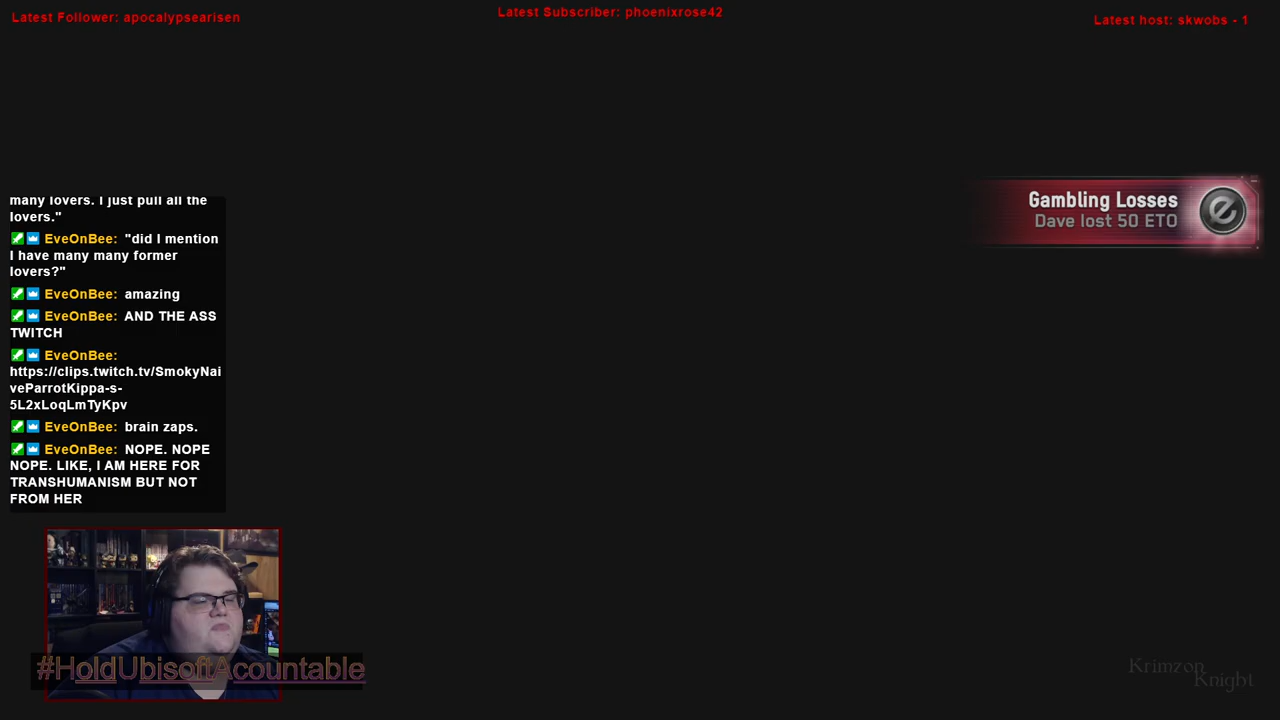 Latest Follower: apocalypsearisen
Latest Subscriber: phoenixrose42
Latest host: skwobs - 1
Gambling Losses
Dave lost 50 ETO
many lovers. I just pull all the
lovers."
EveOnBee: "did I mention
I have many many former
lovers?"
EveOnBee: amazing
EveOnBee: AND THE ASS
TWITCH
EveOnBee:
https://clips.twitch.tv/SmokyNai
veParrotKippa-s-
5L2xLoqLmTyKpv
EveOnBee: brain zaps.
EveOnBee: NOPE. NOPE
NOPE. LIKE, I AM HERE FOR
TRANSHUMANISM BUT NOT
FROM HER
#HoldUbisoftAcountable
Krimzon
Knight